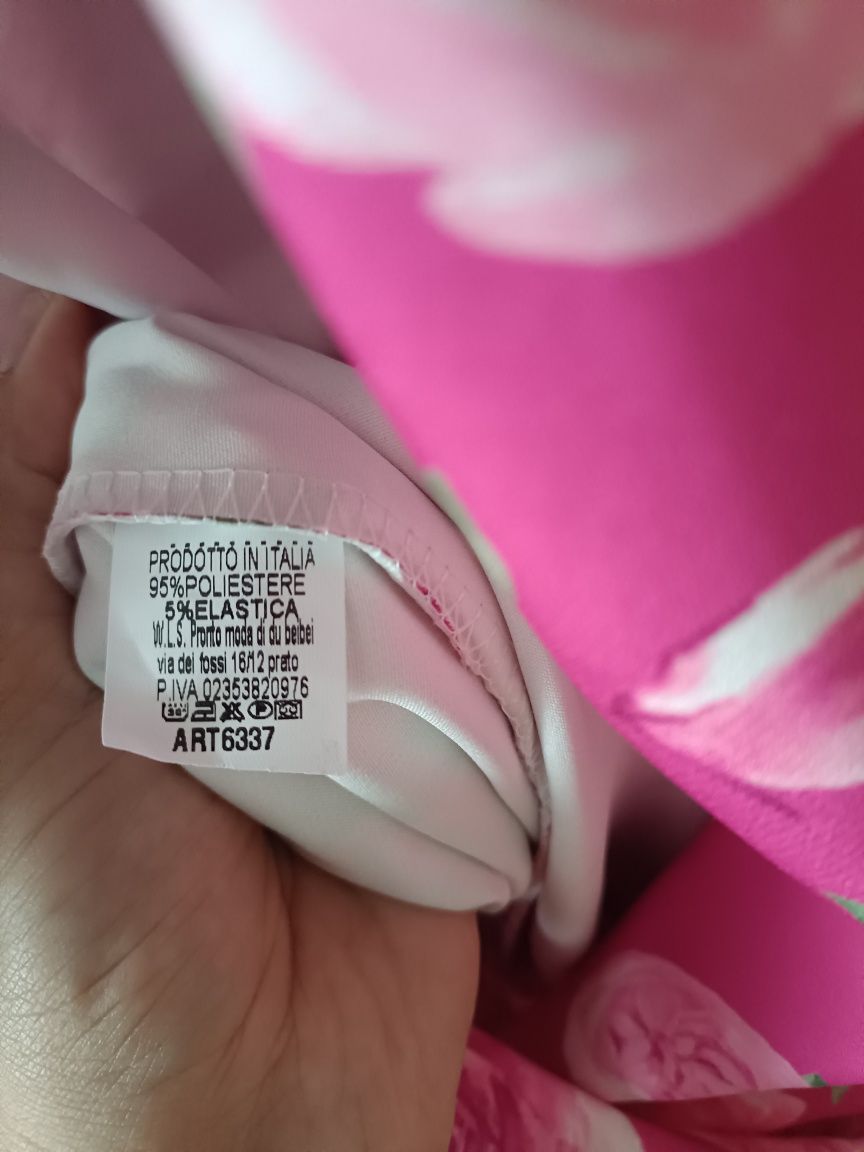 PRODOTTO IN ITALIA
95%POLIESTERE
5%ELASTICA
W.L.S. Pronto moda di du beibei
via dei fossi 16/12 prato
P.IVA 02353820976
ART6337